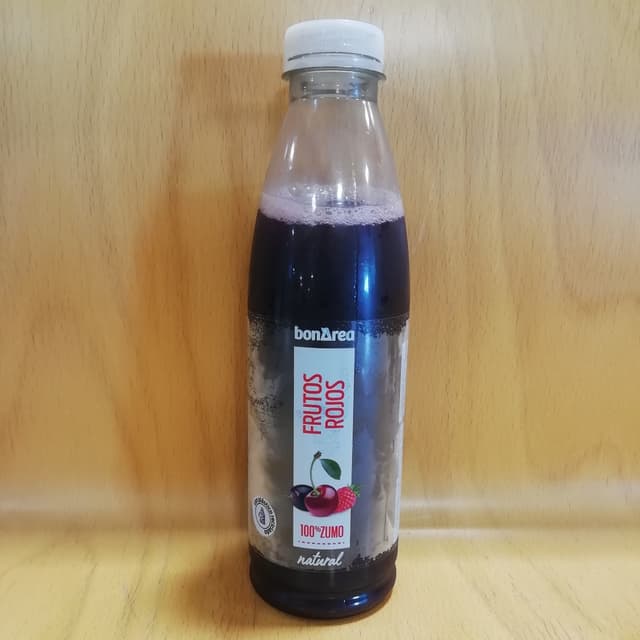 bonÀrea
FRUTOS
ROJOS
100% ZUMO
natural